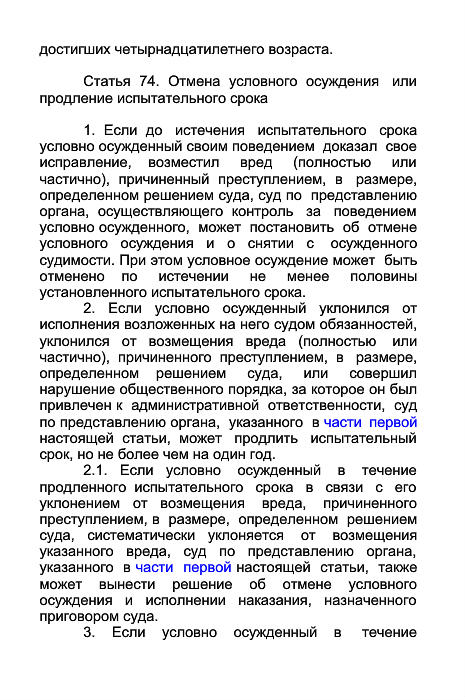 достигших четырнадцатилетнего возраста.
Статья 74. Отмена условного осуждения или
продление испытательного срока
1. Если до истечения испытательного срока
условно осужденный своим поведением доказал свое
исправление, возместил вред (полностью или
частично), причиненный преступлением, в размере,
определенном решением суда, суд по представлению
органа, осуществляющего контроль за поведением
условно осужденного, может постановить об отмене
условного осуждения и о снятии с осужденного
судимости. При этом условное осуждение может быть
отменено по истечении не менее половины
установленного испытательного срока.
2. Если условно осужденный уклонился от
исполнения возложенных на него судом обязанностей,
уклонился от возмещения вреда (полностью или
частично), причиненного преступлением, в размере,
определенном решением суда, или совершил
нарушение общественного порядка, за которое он был
привлечен к административной ответственности, суд
по представлению органа, указанного в части первой
настоящей статьи, может продлить испытательный
срок, но не более чем на один год.
2.1. Если условно осужденный в течение
продленного испытательного срока в связи с его
уклонением от возмещения вреда, причиненного
преступлением, в размере, определенном решением
суда, систематически уклоняется от возмещения
указанного вреда, суд по представлению органа,
указанного в части первой настоящей статьи, также
может вынести решение об отмене условного
осуждения и исполнении наказания, назначенного
приговором суда.
3. Если условно осужденный в течение